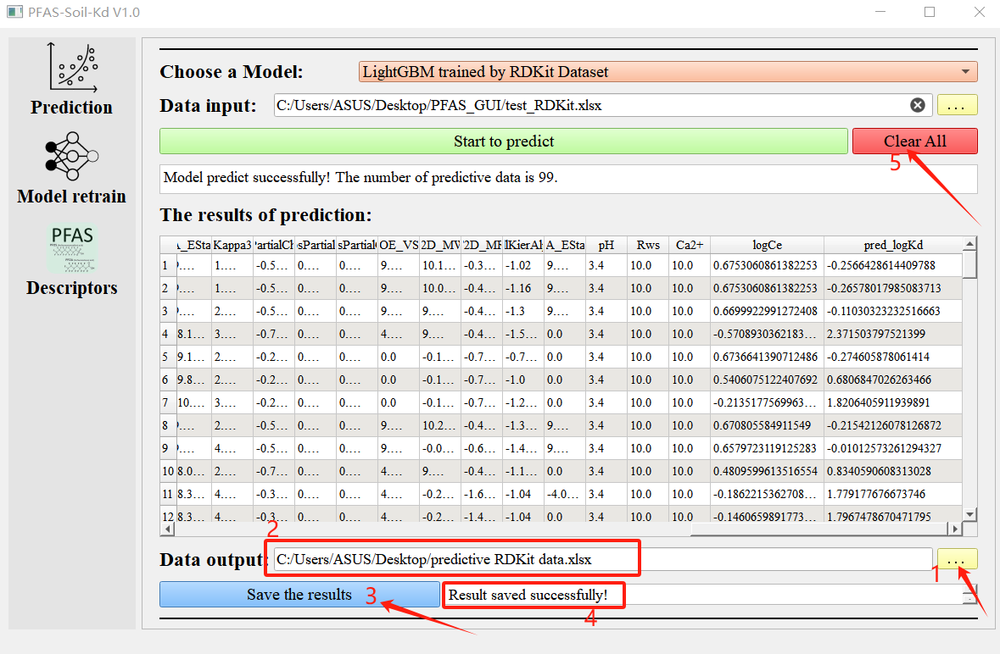 PFAS-Soil-Kd V1.0
Prediction
Model retrain
PFAS
Descriptors
Choose a Model: LightGBM trained by RDKit Dataset
Data input: C:/Users/ASUS/Desktop/PFAS_GUI/test_RDKit.xlsx ...
Start to predict Clear All
5
Model predict successfully! The number of predictive data is 99.
The results of prediction:
A_ESta Kappa3 PartialCh sPartial sPartial OE_VS 2D_MW 2D_MR lKierAl A_ESta pH Rws Ca2+ logCe pred_logKd
1 9.... 1.... -0.5... 0.... 0.... 9.... 10.1... -0.3... -1.02 9.... 3.4 10.0 10.0 0.6753060861382253 -0.2566428614409788
2 9.... 1.... -0.5... 0.... 0.... 9.... 10.0... -0.4... -1.16 9.... 3.4 10.0 10.0 0.6753060861382253 -0.26578017985083713
3 9.... 2.... -0.5... 0.... 0.... 9.... 9.... -0.4... -1.3 9.... 3.4 10.0 10.0 0.6699922991272408 -0.11030323232516663
4 8.1... 3.... -0.7... 0.... 0.... 4.... 9.... -0.4... -1.5... 0.0 3.4 10.0 10.0 -0.5708930362183... 2.371503797521399
5 9.1... 2.... -0.2... 0.... 0.... 0.0 -0.1... -0.7... -0.7... 0.0 3.4 10.0 10.0 0.6736641390712486 -0.274605878061414
6 9.8... 2.... -0.2... 0.... 0.... 0.0 -0.1... -0.7... -1.0 0.0 3.4 10.0 10.0 0.5406075122407692 0.6806847026263466
7 10.... 3.... -0.2... 0.... 0.... 0.0 -0.1... -0.7... -1.2... 0.0 3.4 10.0 10.0 -0.2135177569963... 1.8206405911939891
8 9.... 2.... -0.5... 0.... 0.... 9.... 10.2... -0.4... -1.3... 9.... 3.4 10.0 10.0 0.670805584911549 -0.21542126078126872
9 9.... 4.... -0.5... 0.... 0.... 9.... -0.0... -0.6... -1.4... 9.... 3.4 10.0 10.0 0.6579723119125283 -0.01012573261294327
10 8.0... 2.... -0.7... 0.... 0.... 4.... 9.... -0.4... -1.1... 0.0 3.4 10.0 10.0 0.4809599613516554 0.8340590608313028
11 8.3... 4.... -0.3... 0.... 0.... 4.... -0.2... -1.6... -1.04 -4.0... 3.4 10.0 10.0 -0.1862215362708... 1.779177676673746
12 8.3... 4.... -0.3... 0.... 0.... 4.... -0.2... -1.4... -1.04 0.0 3.4 10.0 10.0 -0.1460659891773... 1.7967478670471795
2
Data output: C:/Users/ASUS/Desktop/predictive RDKit data.xlsx ...
1
Save the results 3 Result saved successfully!
4